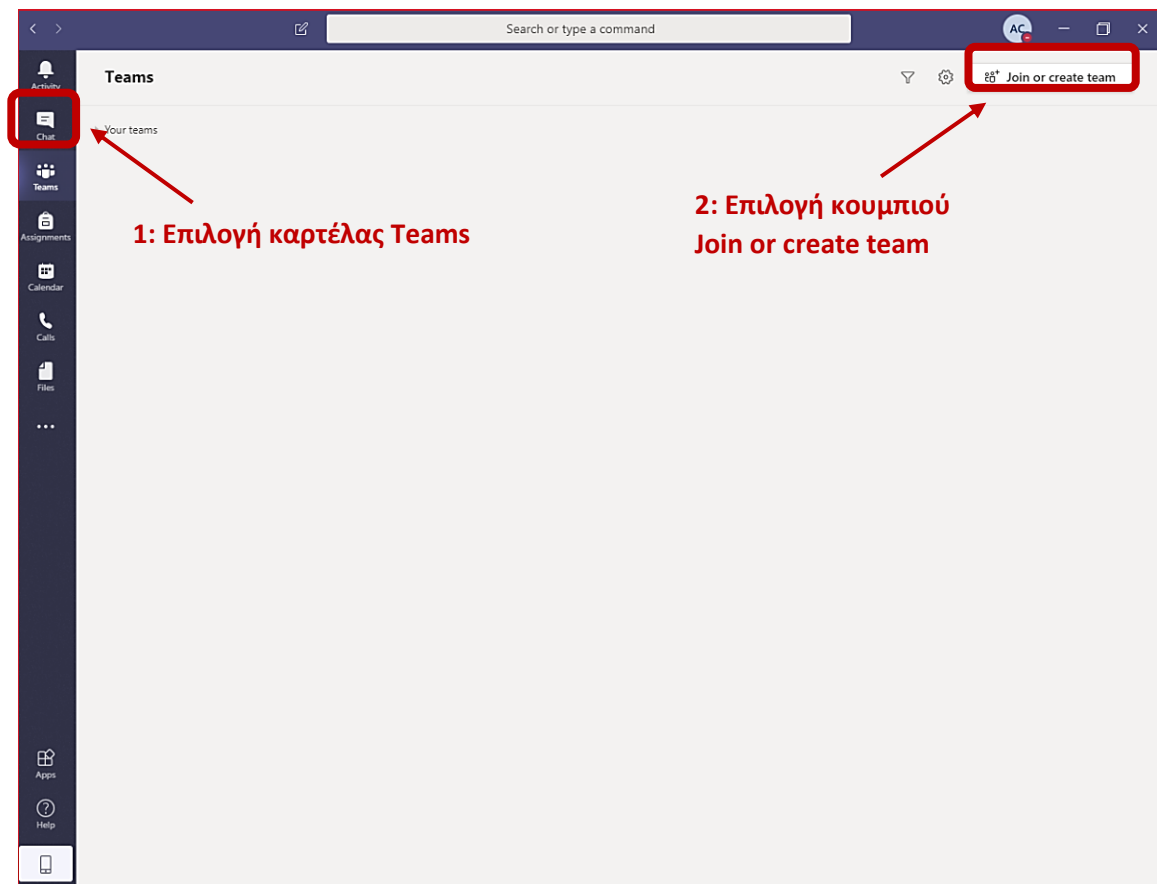 Search or type a command
AC
Activity
Teams
Join or create team
Chat
Your teams
Teams
Assignments
1: Επιλογή καρτέλας Teams
2: Επιλογή κουμπιού
Join or create team
Calendar
Calls
Files
Apps
Help